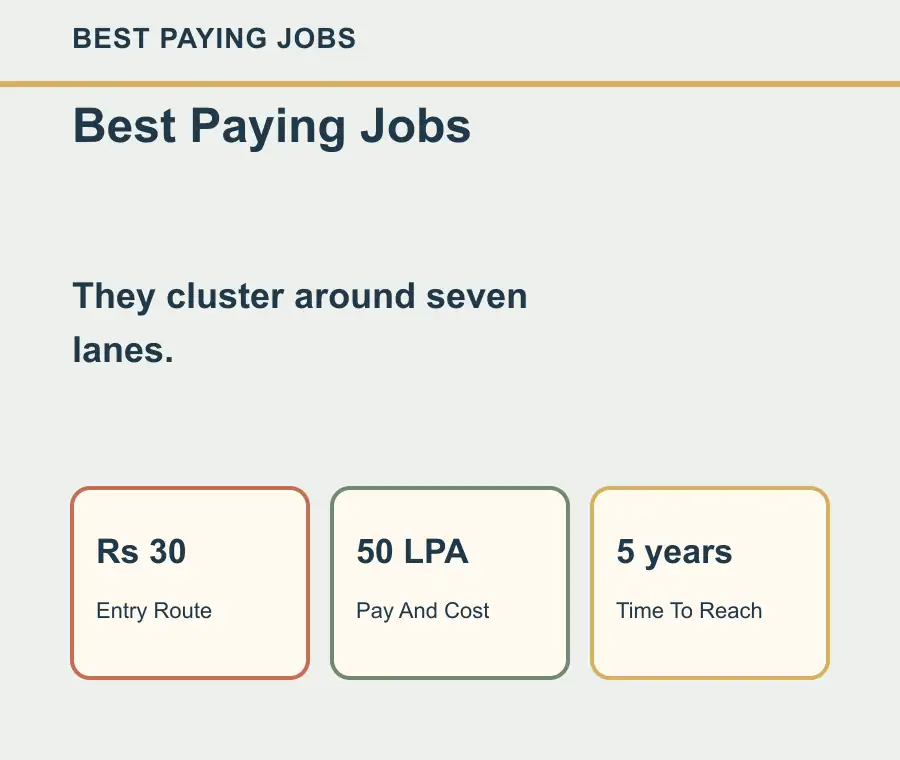 BEST PAYING JOBS
Best Paying Jobs
They cluster around seven
lanes.
Rs 30
Entry Route
50 LPA
Pay And Cost
5 years
Time To Reach